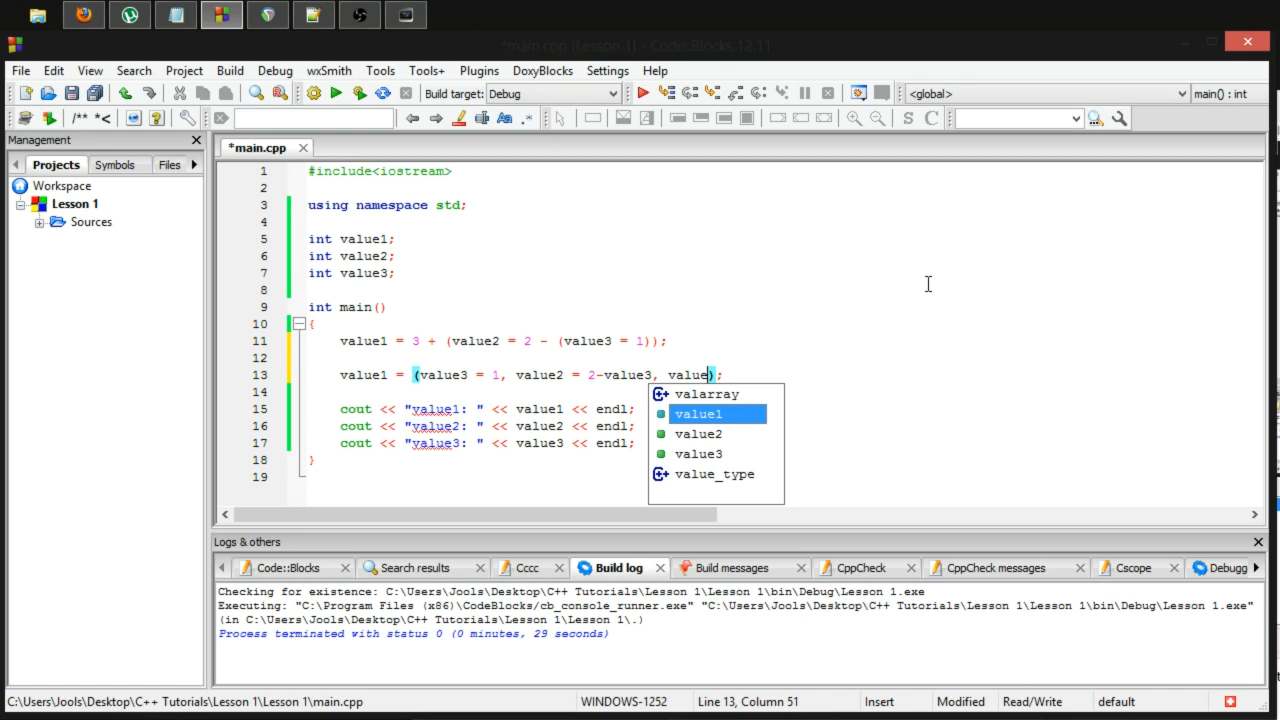 *main.cpp [Lesson 1] - Code::Blocks 12.11
File Edit View Search Project Build Debug wxSmith Tools Tools+ Plugins DoxyBlocks Settings Help
Build target: Debug <global> main() : int
/** *<
Management
Projects Symbols Files
Workspace
Lesson 1
Sources
*main.cpp
1 #include<iostream>
2
3 using namespace std;
4
5 int value1;
6 int value2;
7 int value3;
8
9 int main()
10 {
11 value1 = 3 + (value2 = 2 - (value3 = 1));
12
13 value1 = (value3 = 1, value2 = 2-value3, value);
14
15 cout << "value1: " << value1 << endl;
16 cout << "value2: " << value2 << endl;
17 cout << "value3: " << value3 << endl;
18 }
19
valarray
value1
value2
value3
value_type
Logs & others
Code::Blocks Search results Cccc Build log Build messages CppCheck CppCheck messages Cscope Debugg
Checking for existence: C:\Users\Jools\Desktop\C++ Tutorials\Lesson 1\Lesson 1\bin\Debug\Lesson 1.exe
Executing: "C:\Program Files (x86)\CodeBlocks/cb_console_runner.exe" "C:\Users\Jools\Desktop\C++ Tutorials\Lesson 1\Lesson 1\bin\Debug\Lesson 1.exe"
(in C:\Users\Jools\Desktop\C++ Tutorials\Lesson 1\Lesson 1\.)
Process terminated with status 0 (0 minutes, 29 seconds)
C:\Users\Jools\Desktop\C++ Tutorials\Lesson 1\Lesson 1\main.cpp WINDOWS-1252 Line 13, Column 51 Insert Modified Read/Write default